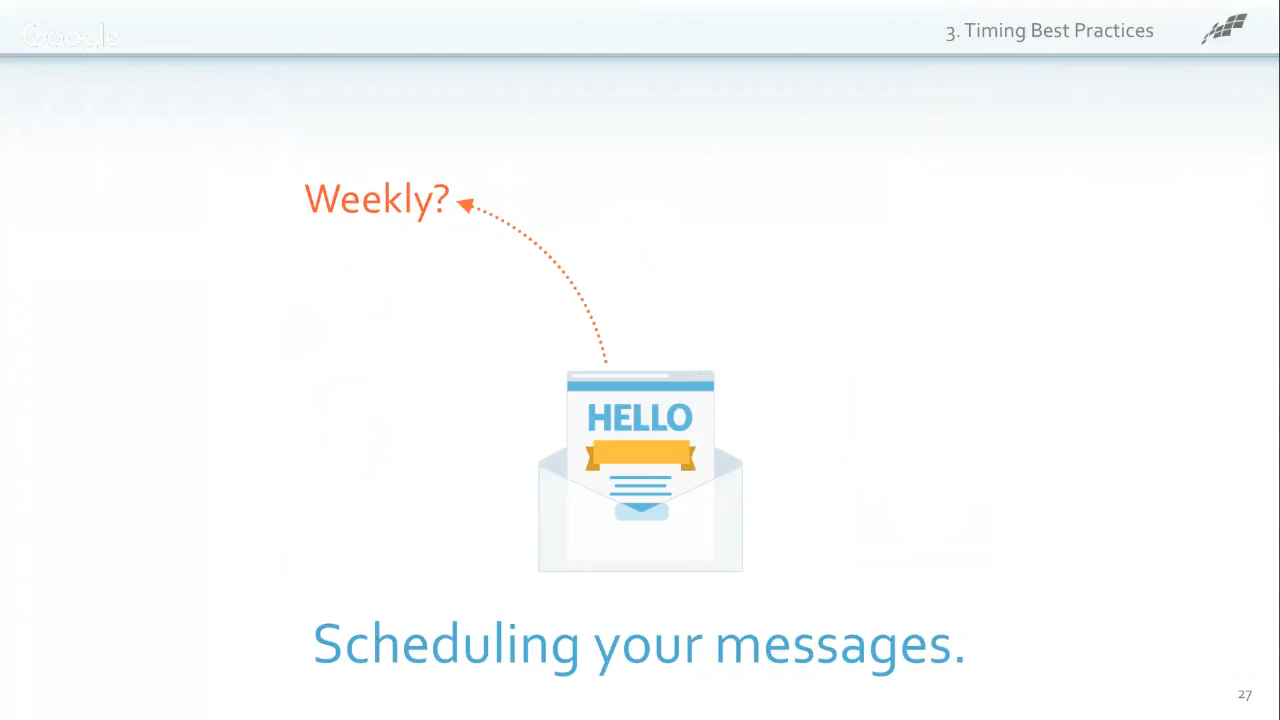 Google
3. Timing Best Practices
Weekly?
HELLO
Scheduling your messages.
27